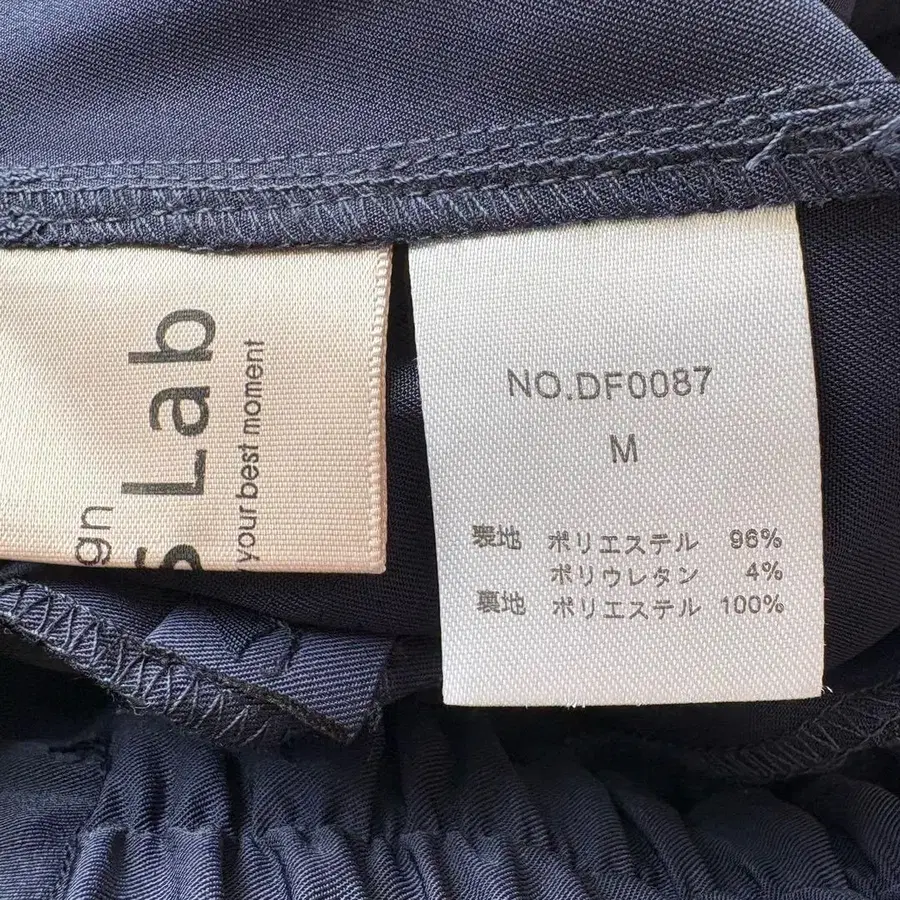 Lab
your best moment
gn
NO.DF0087
M
表地 ポリエステル 96%
ポリウレタン 4%
裏地 ポリエステル 100%